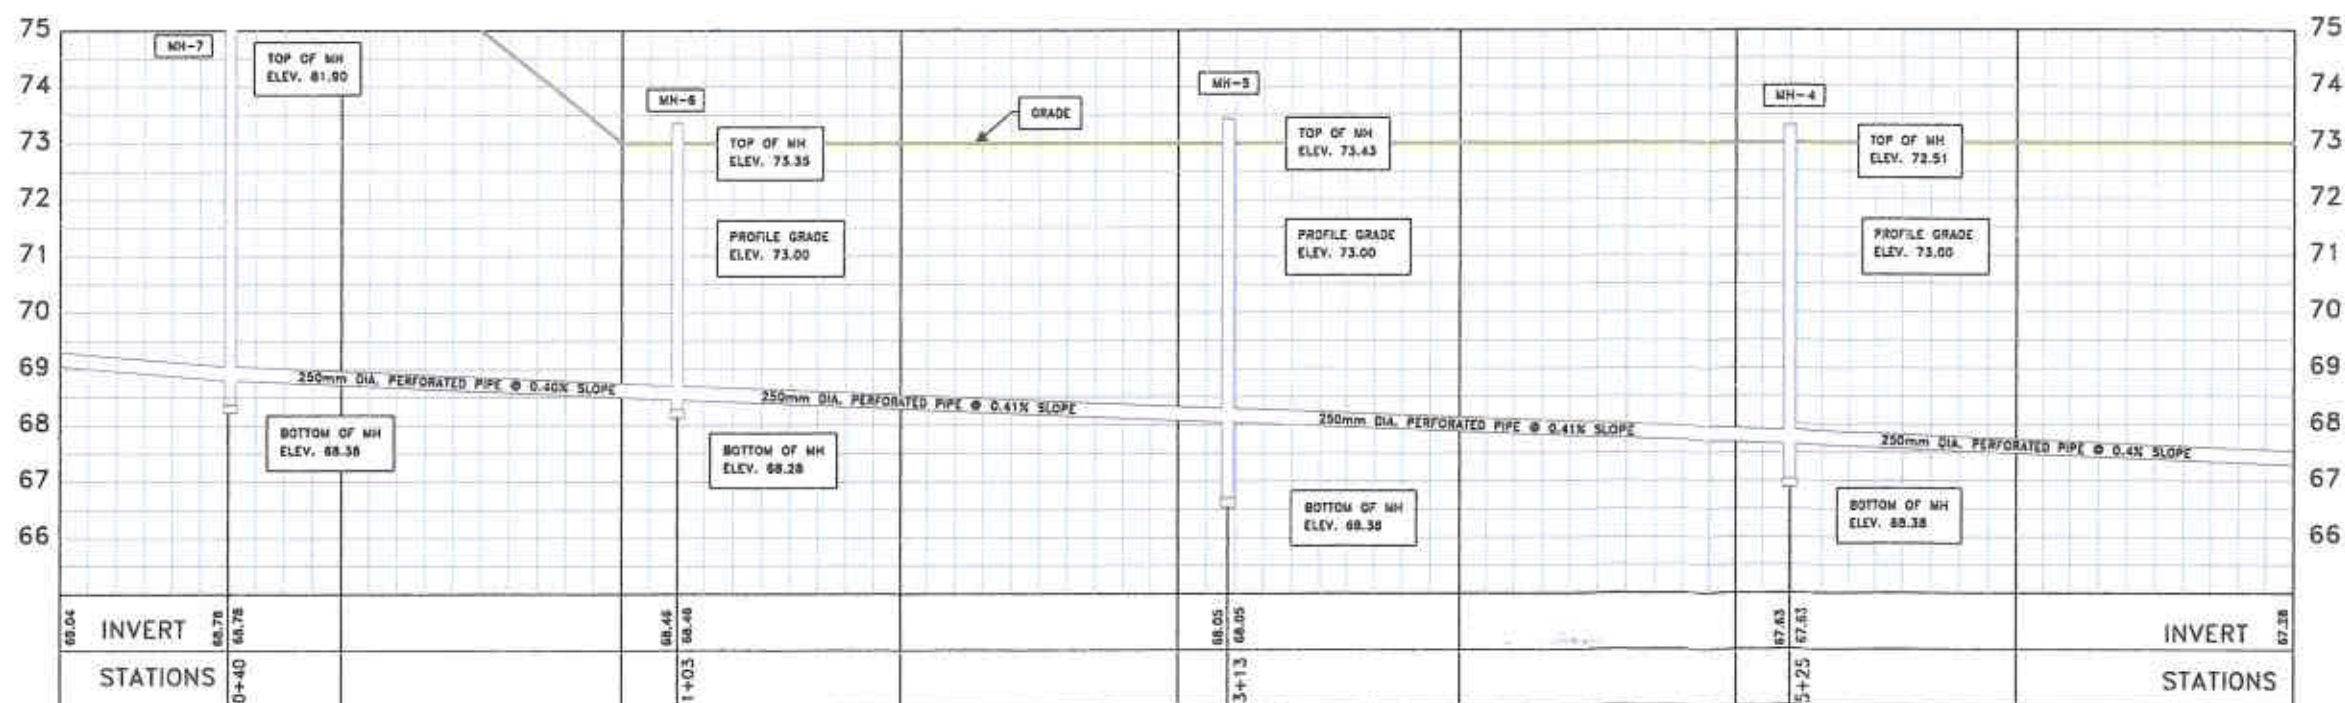 75
75
MH-7
TOP OF MH
ELEV. 81.90
MH-5
74
74
MH-4
MH-6
GRADE
73
73
TOP OF MH
ELEV. 73.35
TOP OF MH
ELEV. 73.43
TOP OF MH
ELEV. 72.51
72
72
PROFILE GRADE
ELEV. 73.00
PROFILE GRADE
ELEV. 73.00
PROFILE GRADE
ELEV. 73.00
71
71
70
70
69
69
250mm DIA. PERFORATED PIPE @ 0.40% SLOPE
250mm DIA. PERFORATED PIPE @ 0.41% SLOPE
250mm DIA. PERFORATED PIPE @ 0.41% SLOPE
250mm DIA. PERFORATED PIPE @ 0.4% SLOPE
68
68
BOTTOM OF MH
ELEV. 68.38
BOTTOM OF MH
ELEV. 68.28
67
67
BOTTOM OF MH
ELEV. 68.38
BOTTOM OF MH
ELEV. 68.38
66
66
69.04
INVERT
68.78
68.78
68.46
68.46
68.05
68.05
67.63
67.63
INVERT
67.28
STATIONS
0+40
1+03
3+13
5+25
STATIONS